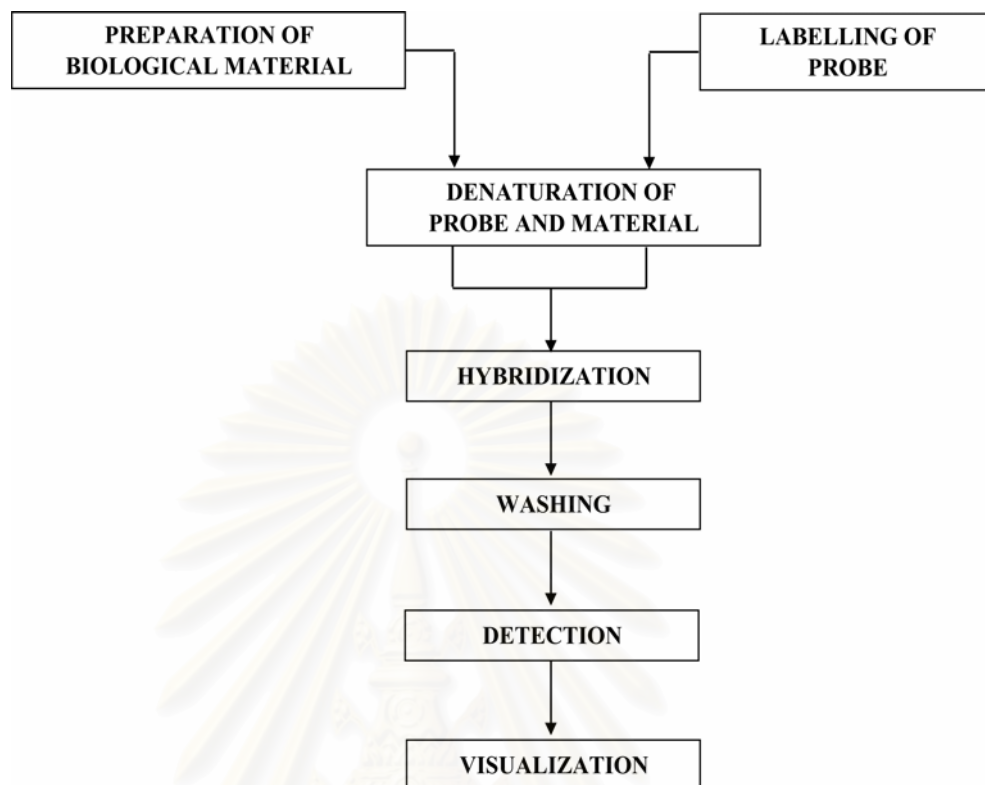 PREPARATION OF
BIOLOGICAL MATERIAL
LABELLING OF
PROBE
DENATURATION OF
PROBE AND MATERIAL
HYBRIDIZATION
WASHING
DETECTION
VISUALIZATION